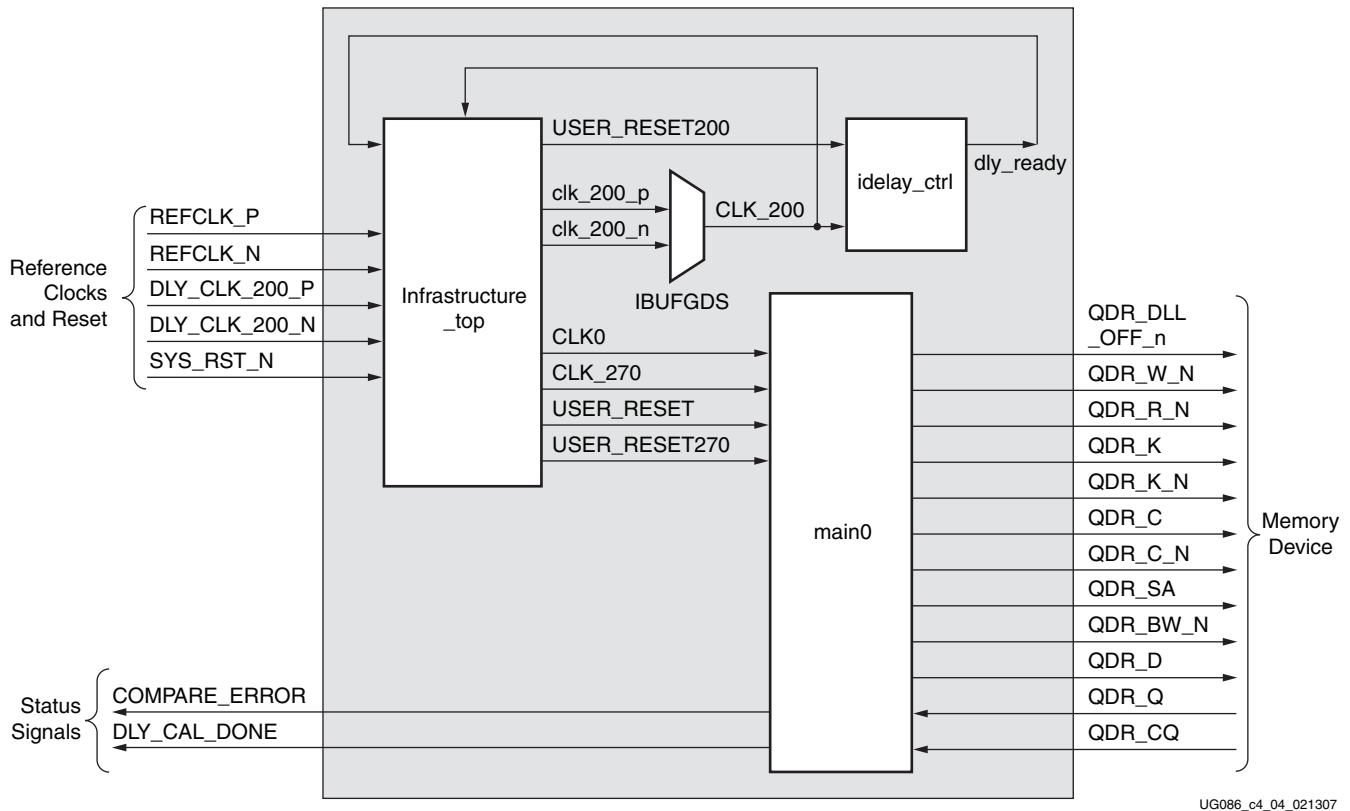 USER_RESET200
dly_ready
idelay_ctrl
clk_200_p
clk_200_n
CLK_200
IBUFGDS
Reference
Clocks
and Reset
REFCLK_P
REFCLK_N
DLY_CLK_200_P
DLY_CLK_200_N
SYS_RST_N
Infrastructure
_top
CLK0
CLK_270
USER_RESET
USER_RESET270
main0
QDR_DLL
_OFF_n
QDR_W_N
QDR_R_N
QDR_K
QDR_K_N
QDR_C
QDR_C_N
QDR_SA
QDR_BW_N
QDR_D
QDR_Q
QDR_CQ
Memory
Device
Status
Signals
COMPARE_ERROR
DLY_CAL_DONE
UG086_c4_04_021307